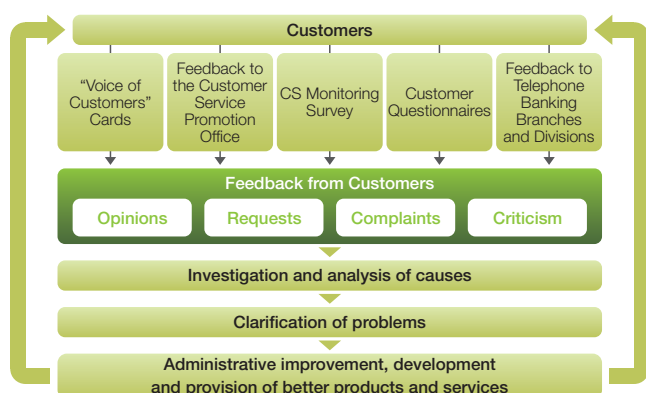 Customers
“Voice of
Customers”
Cards
Feedback to
the Customer
Service
Promotion
Office
CS Monitoring
Survey
Customer
Questionnaires
Feedback to
Telephone
Banking
Branches
and Divisions
Feedback from Customers
Opinions
Requests
Complaints
Criticism
Investigation and analysis of causes
Clarification of problems
Administrative improvement, development
and provision of better products and services